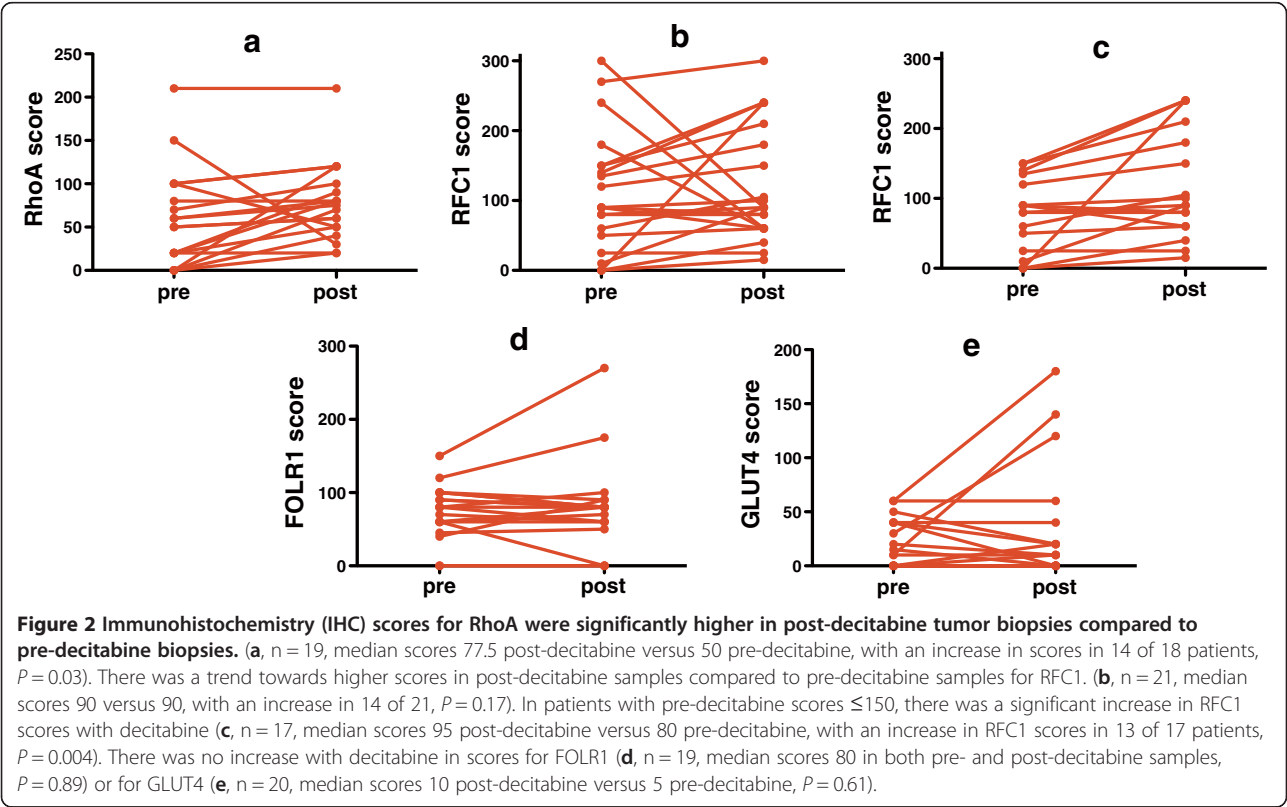 a
RhoA score
250
200
150
100
50
0
pre post
b
RFC1 score
300
200
100
0
pre post
c
RFC1 score
300
200
100
0
pre post
d
FOLR1 score
300
200
100
0
pre post
e
GLUT4 score
200
150
100
50
0
pre post
Figure 2 Immunohistochemistry (IHC) scores for RhoA were significantly higher in post-decitabine tumor biopsies compared to
pre-decitabine biopsies. (a, n = 19, median scores 77.5 post-decitabine versus 50 pre-decitabine, with an increase in scores in 14 of 18 patients,
P = 0.03). There was a trend towards higher scores in post-decitabine samples compared to pre-decitabine samples for RFC1. (b, n = 21, median
scores 90 versus 90, with an increase in 14 of 21, P = 0.17). In patients with pre-decitabine scores ≤150, there was a significant increase in RFC1
scores with decitabine (c, n = 17, median scores 95 post-decitabine versus 80 pre-decitabine, with an increase in RFC1 scores in 13 of 17 patients,
P = 0.004). There was no increase with decitabine in scores for FOLR1 (d, n = 19, median scores 80 in both pre- and post-decitabine samples,
P = 0.89) or for GLUT4 (e, n = 20, median scores 10 post-decitabine versus 5 pre-decitabine, P = 0.61).